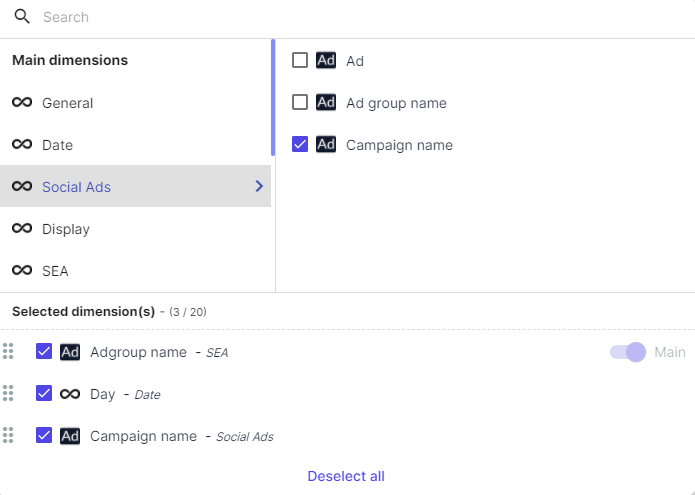 Search
Main dimensions
General
Date
Social Ads
Display
SEA
Ad Ad
Ad Ad group name
Ad Campaign name
Selected dimension(s) - (3 / 20)
Ad Adgroup name - SEA Main
Day - Date
Ad Campaign name - Social Ads
Deselect all